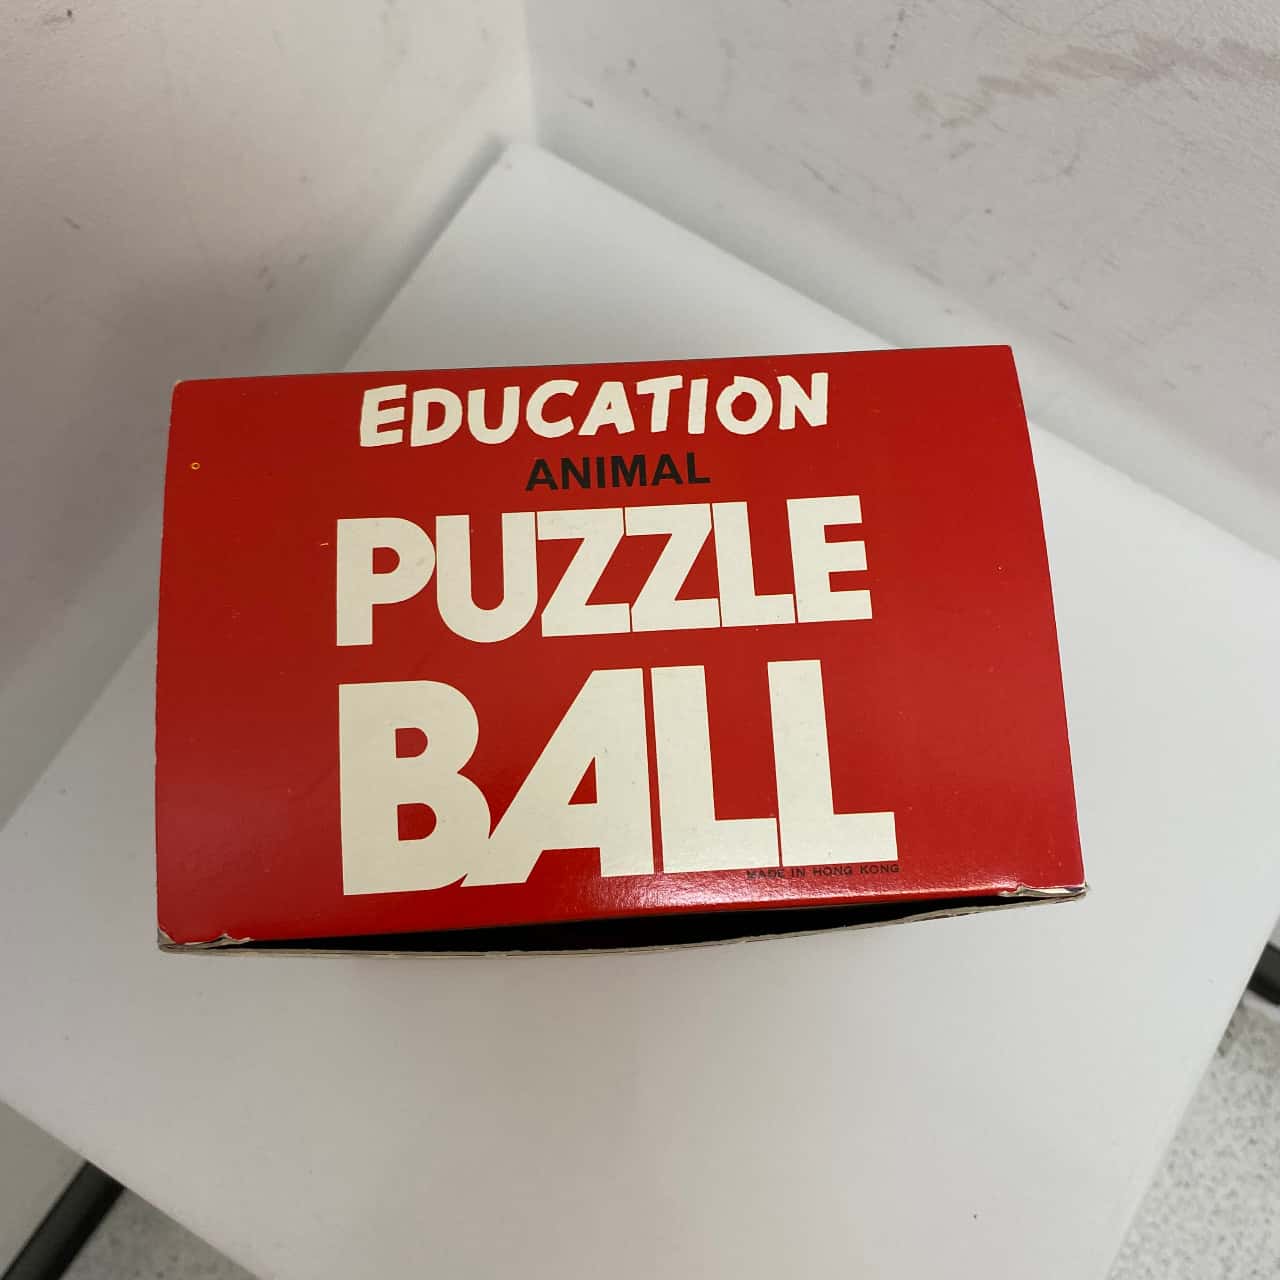 EDUCATION
ANIMAL
PUZZLE
BALL
MADE IN HONG KONG